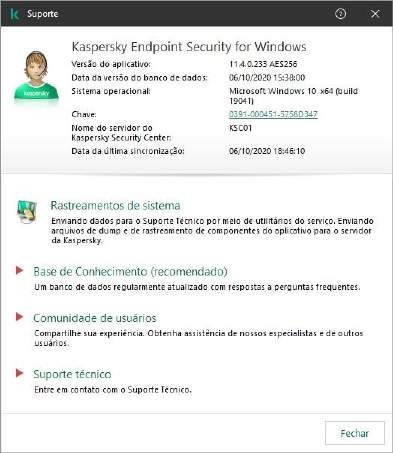 Suporte
Kaspersky Endpoint Security for Windows
Versão do aplicativo: 11.4.0.233 AES256
Data da versão do banco de dados: 06/10/2020 15:38:00
Sistema operacional: Microsoft Windows 10 x64 (build 19041)
Chave: 0391-000451-5758D347
Nome do servidor do
Kaspersky Security Center: KSC01
Data da última sincronização: 06/10/2020 18:46:10
kaspersky
Rastreamentos de sistema
Enviando dados para o Suporte Técnico por meio de utilitários do serviço. Enviando
arquivos de dump e de rastreamento de componentes do aplicativo para o servidor
da Kaspersky.
Base de Conhecimento (recomendado)
Um banco de dados regularmente atualizado com respostas a perguntas frequentes.
Comunidade de usuários
Compartilhe sua experiência. Obtenha assistência de nossos especialistas e de outros
usuários.
Suporte técnico
Entre em contato com o Suporte Técnico.
Fechar